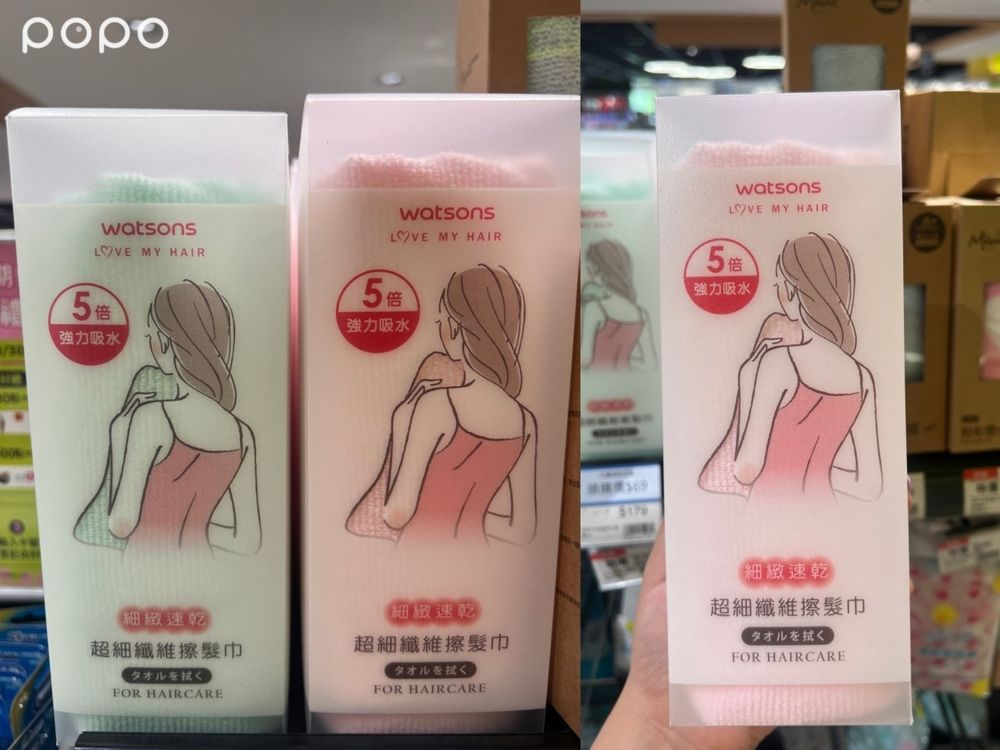 popo
watsons
LOVE MY HAIR
5倍
強力吸水
細緻速乾
超細纖維擦髮巾
タオルを拭く
FOR HAIRCARE
watsons
LOVE MY HAIR
5倍
強力吸水
細緻速乾
超細纖維擦髮巾
タオルを拭く
FOR HAIRCARE
watsons
LOVE MY HAIR
5倍
強力吸水
細緻速乾
超細纖維擦髮巾
タオルを拭く
FOR HAIRCARE
$69
$179